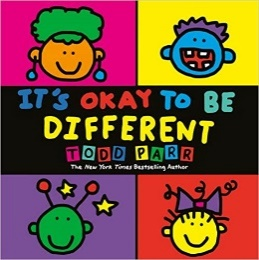 IT'S OKAY TO BE
DIFFERENT
TODD PARR
The New York Times Bestselling Author